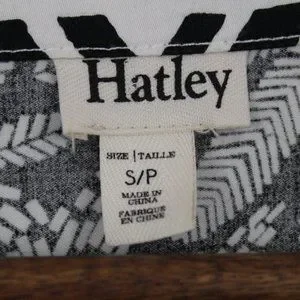 Hatley
SIZE | TAILLE
S/P
MADE IN
CHINA
FABRIQUÉ
EN CHINE